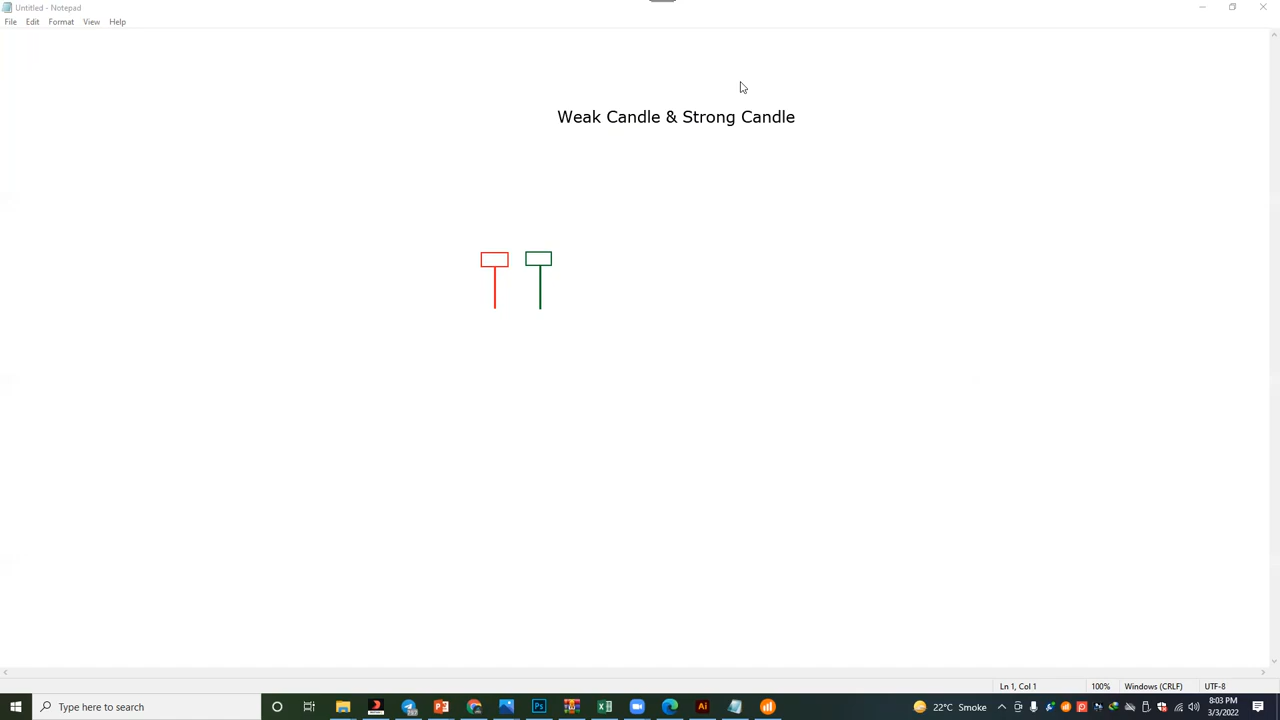 Untitled - Notepad
File Edit Format View Help
Weak Candle & Strong Candle
Ln 1, Col 1 100% Windows (CRLF) UTF-8
Type here to search
22°C Smoke
8:03 PM
3/3/2022